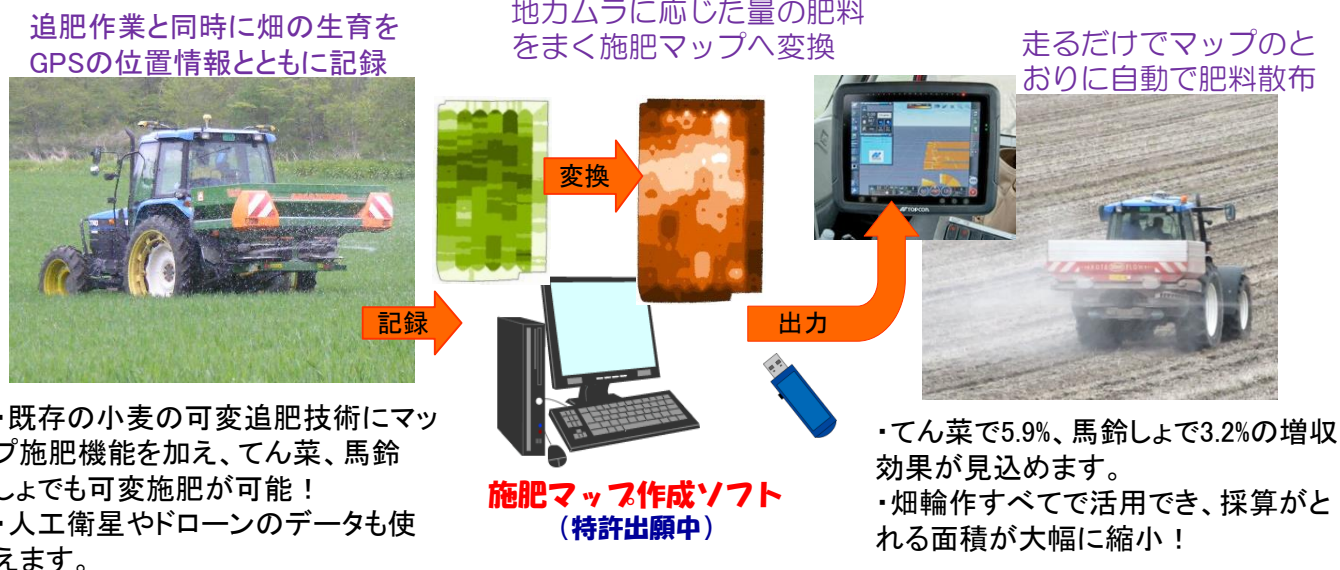 追肥作業と同時に畑の生育を
GPSの位置情報とともに記録
地力ムラに応じた量の肥料
をまく施肥マップへ変換
走るだけでマップのと
おりに自動で肥料散布
変換
記録
出力
TOPCON
施肥マップ作成ソフト
(特許出願中)
・既存の小麦の可変追肥技術にマッ
プ施肥機能を加え、てん菜、馬鈴
しょでも可変施肥が可能！
・人工衛星やドローンのデータも使
えます。
・てん菜で5.9%、馬鈴しょで3.2%の増収
効果が見込めます。
・畑輪作すべてで活用でき、採算がと
れる面積が大幅に縮小！